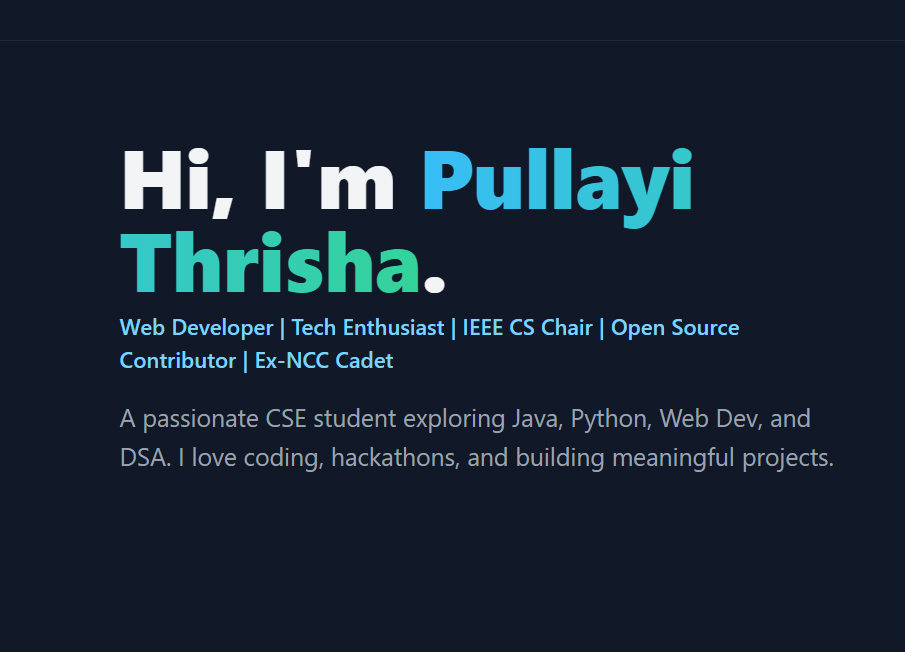 Hi, I'm Pullayi
Thrisha.
Web Developer | Tech Enthusiast | IEEE CS Chair | Open Source
Contributor | Ex-NCC Cadet
A passionate CSE student exploring Java, Python, Web Dev, and
DSA. I love coding, hackathons, and building meaningful projects.